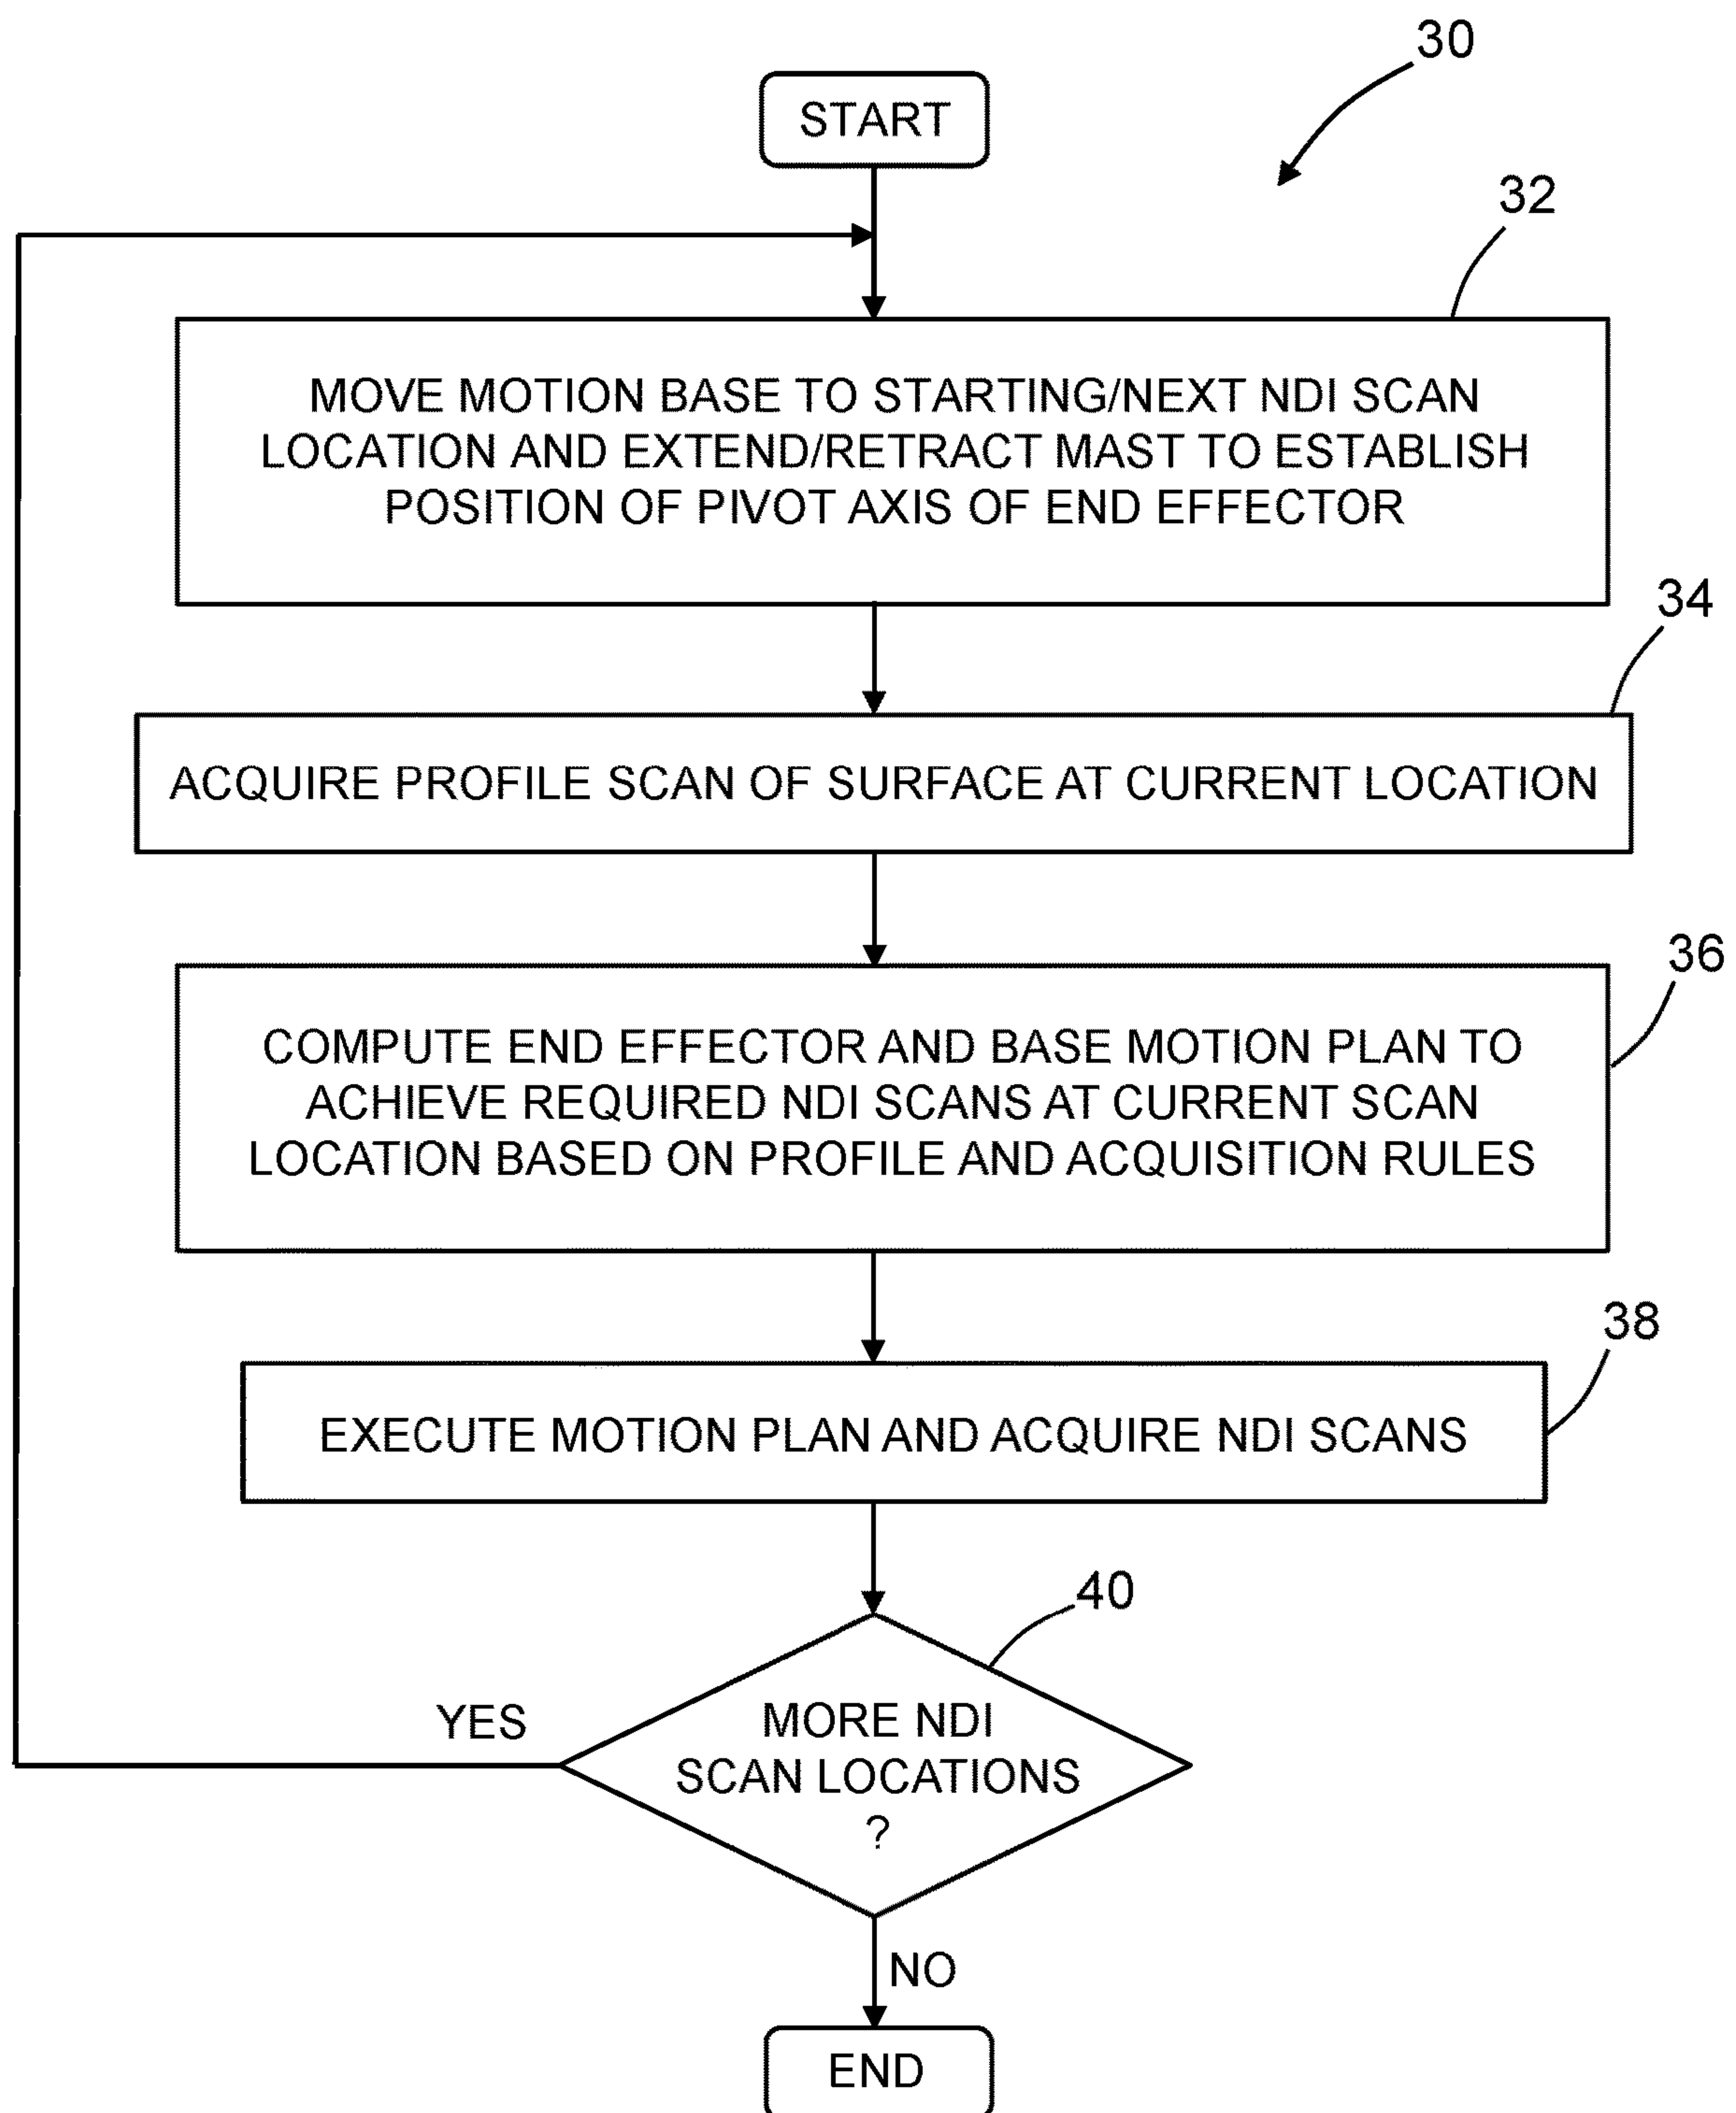 30
START
32
MOVE MOTION BASE TO STARTING/NEXT NDI SCAN
LOCATION AND EXTEND/RETRACT MAST TO ESTABLISH
POSITION OF PIVOT AXIS OF END EFFECTOR
34
ACQUIRE PROFILE SCAN OF SURFACE AT CURRENT LOCATION
36
COMPUTE END EFFECTOR AND BASE MOTION PLAN TO
ACHIEVE REQUIRED NDI SCANS AT CURRENT SCAN
LOCATION BASED ON PROFILE AND ACQUISITION RULES
38
EXECUTE MOTION PLAN AND ACQUIRE NDI SCANS
40
YES
MORE NDI
SCAN LOCATIONS
?
NO
END